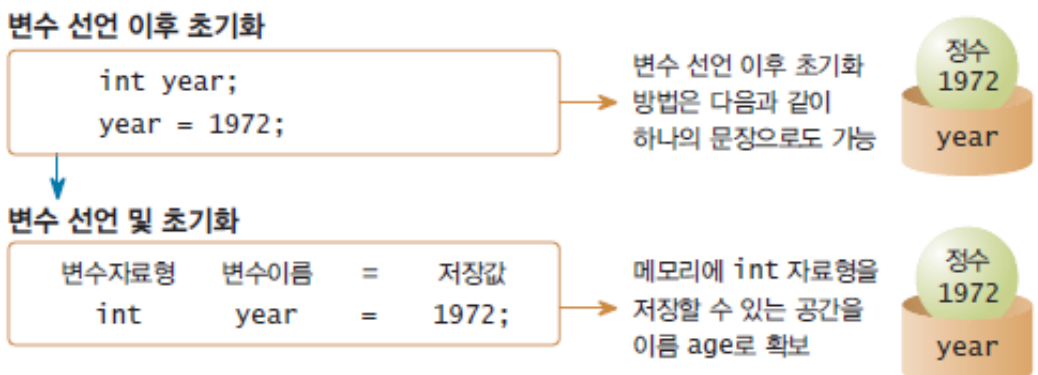 변수 선언 이후 초기화
int year;
year = 1972;
변수 선언 이후 초기화
방법은 다음과 같이
하나의 문장으로도 가능
정수
1972
year
변수 선언 및 초기화
변수자료형 변수이름 = 저장값
int year = 1972;
메모리에 int 자료형을
저장할 수 있는 공간을
이름 age로 확보
정수
1972
year